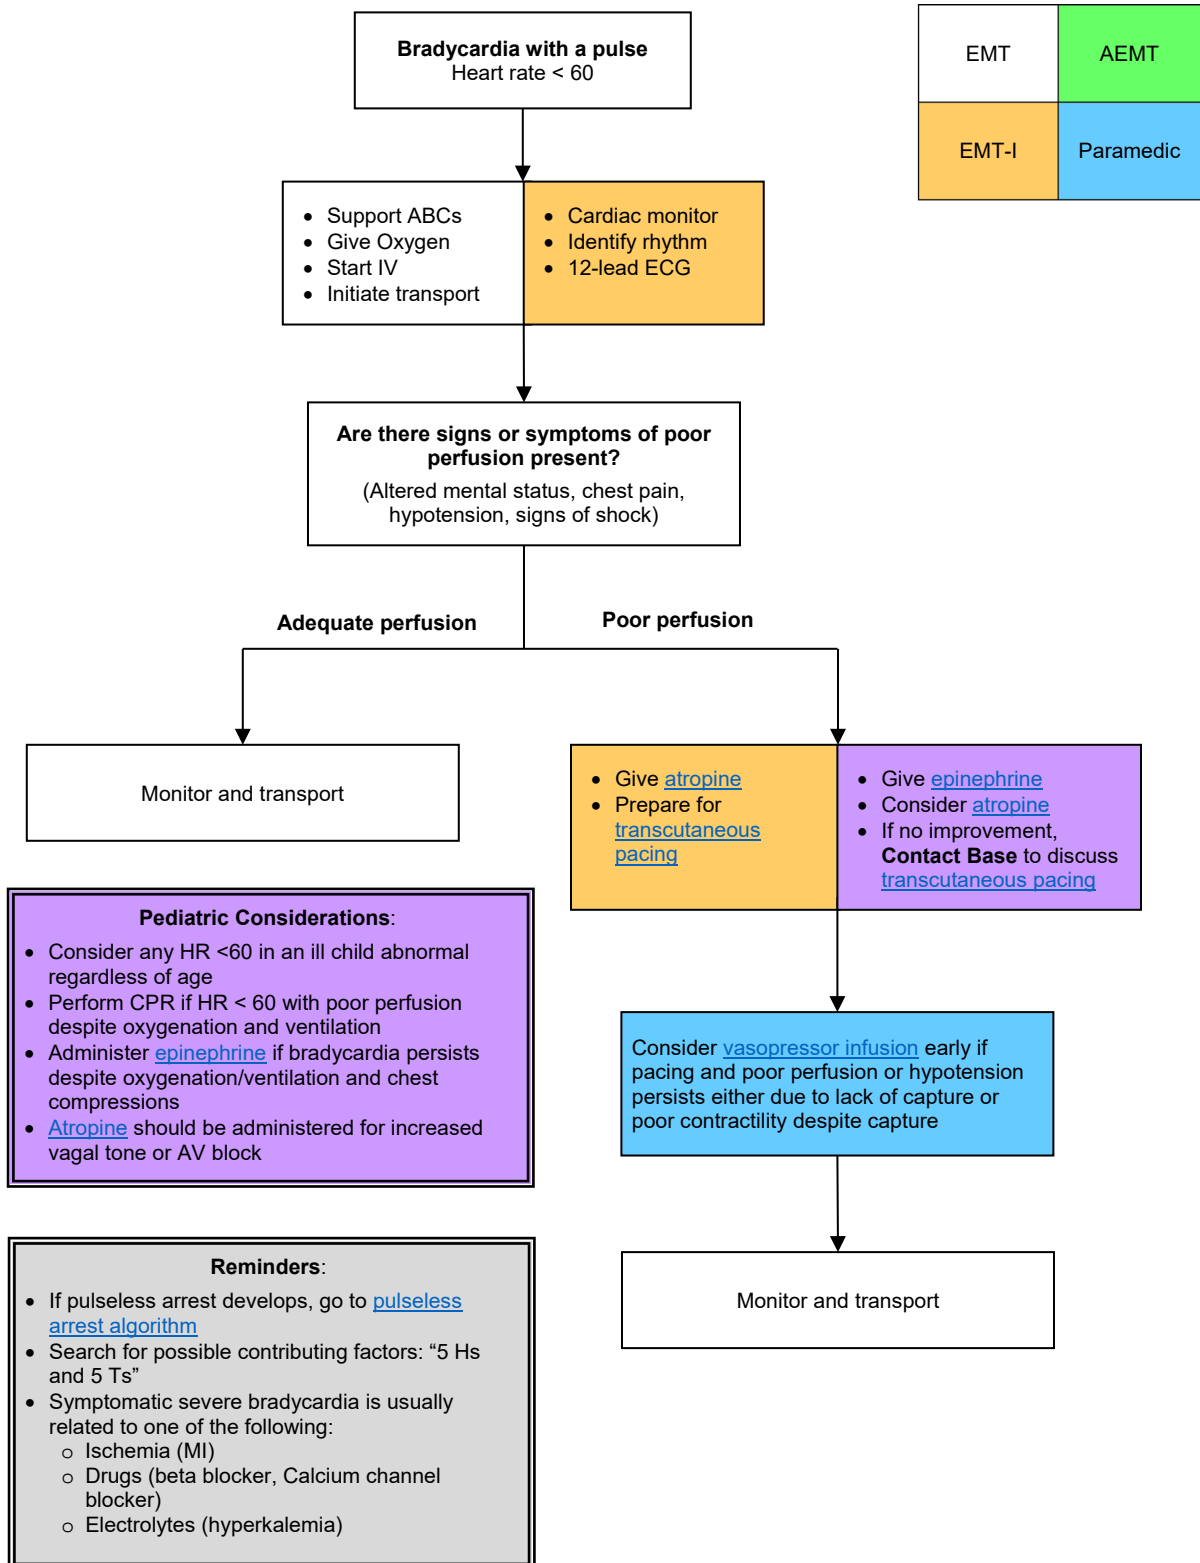 Bradycardia with a pulse
Heart rate < 60
EMT
AEMT
EMT-I
Paramedic
• Support ABCs
• Give Oxygen
• Start IV
• Initiate transport
• Cardiac monitor
• Identify rhythm
• 12-lead ECG
Are there signs or symptoms of poor
perfusion present?
(Altered mental status, chest pain,
hypotension, signs of shock)
Adequate perfusion
Poor perfusion
Monitor and transport
• Give atropine
• Prepare for
transcutaneous
pacing
• Give epinephrine
• Consider atropine
• If no improvement,
Contact Base to discuss
transcutaneous pacing
Pediatric Considerations:
• Consider any HR <60 in an ill child abnormal
regardless of age
• Perform CPR if HR < 60 with poor perfusion
despite oxygenation and ventilation
• Administer epinephrine if bradycardia persists
despite oxygenation/ventilation and chest
compressions
• Atropine should be administered for increased
vagal tone or AV block
Consider vasopressor infusion early if
pacing and poor perfusion or hypotension
persists either due to lack of capture or
poor contractility despite capture
Monitor and transport
Reminders:
• If pulseless arrest develops, go to pulseless
arrest algorithm
• Search for possible contributing factors: “5 Hs
and 5 Ts”
• Symptomatic severe bradycardia is usually
related to one of the following:
o Ischemia (MI)
o Drugs (beta blocker, Calcium channel
blocker)
o Electrolytes (hyperkalemia)